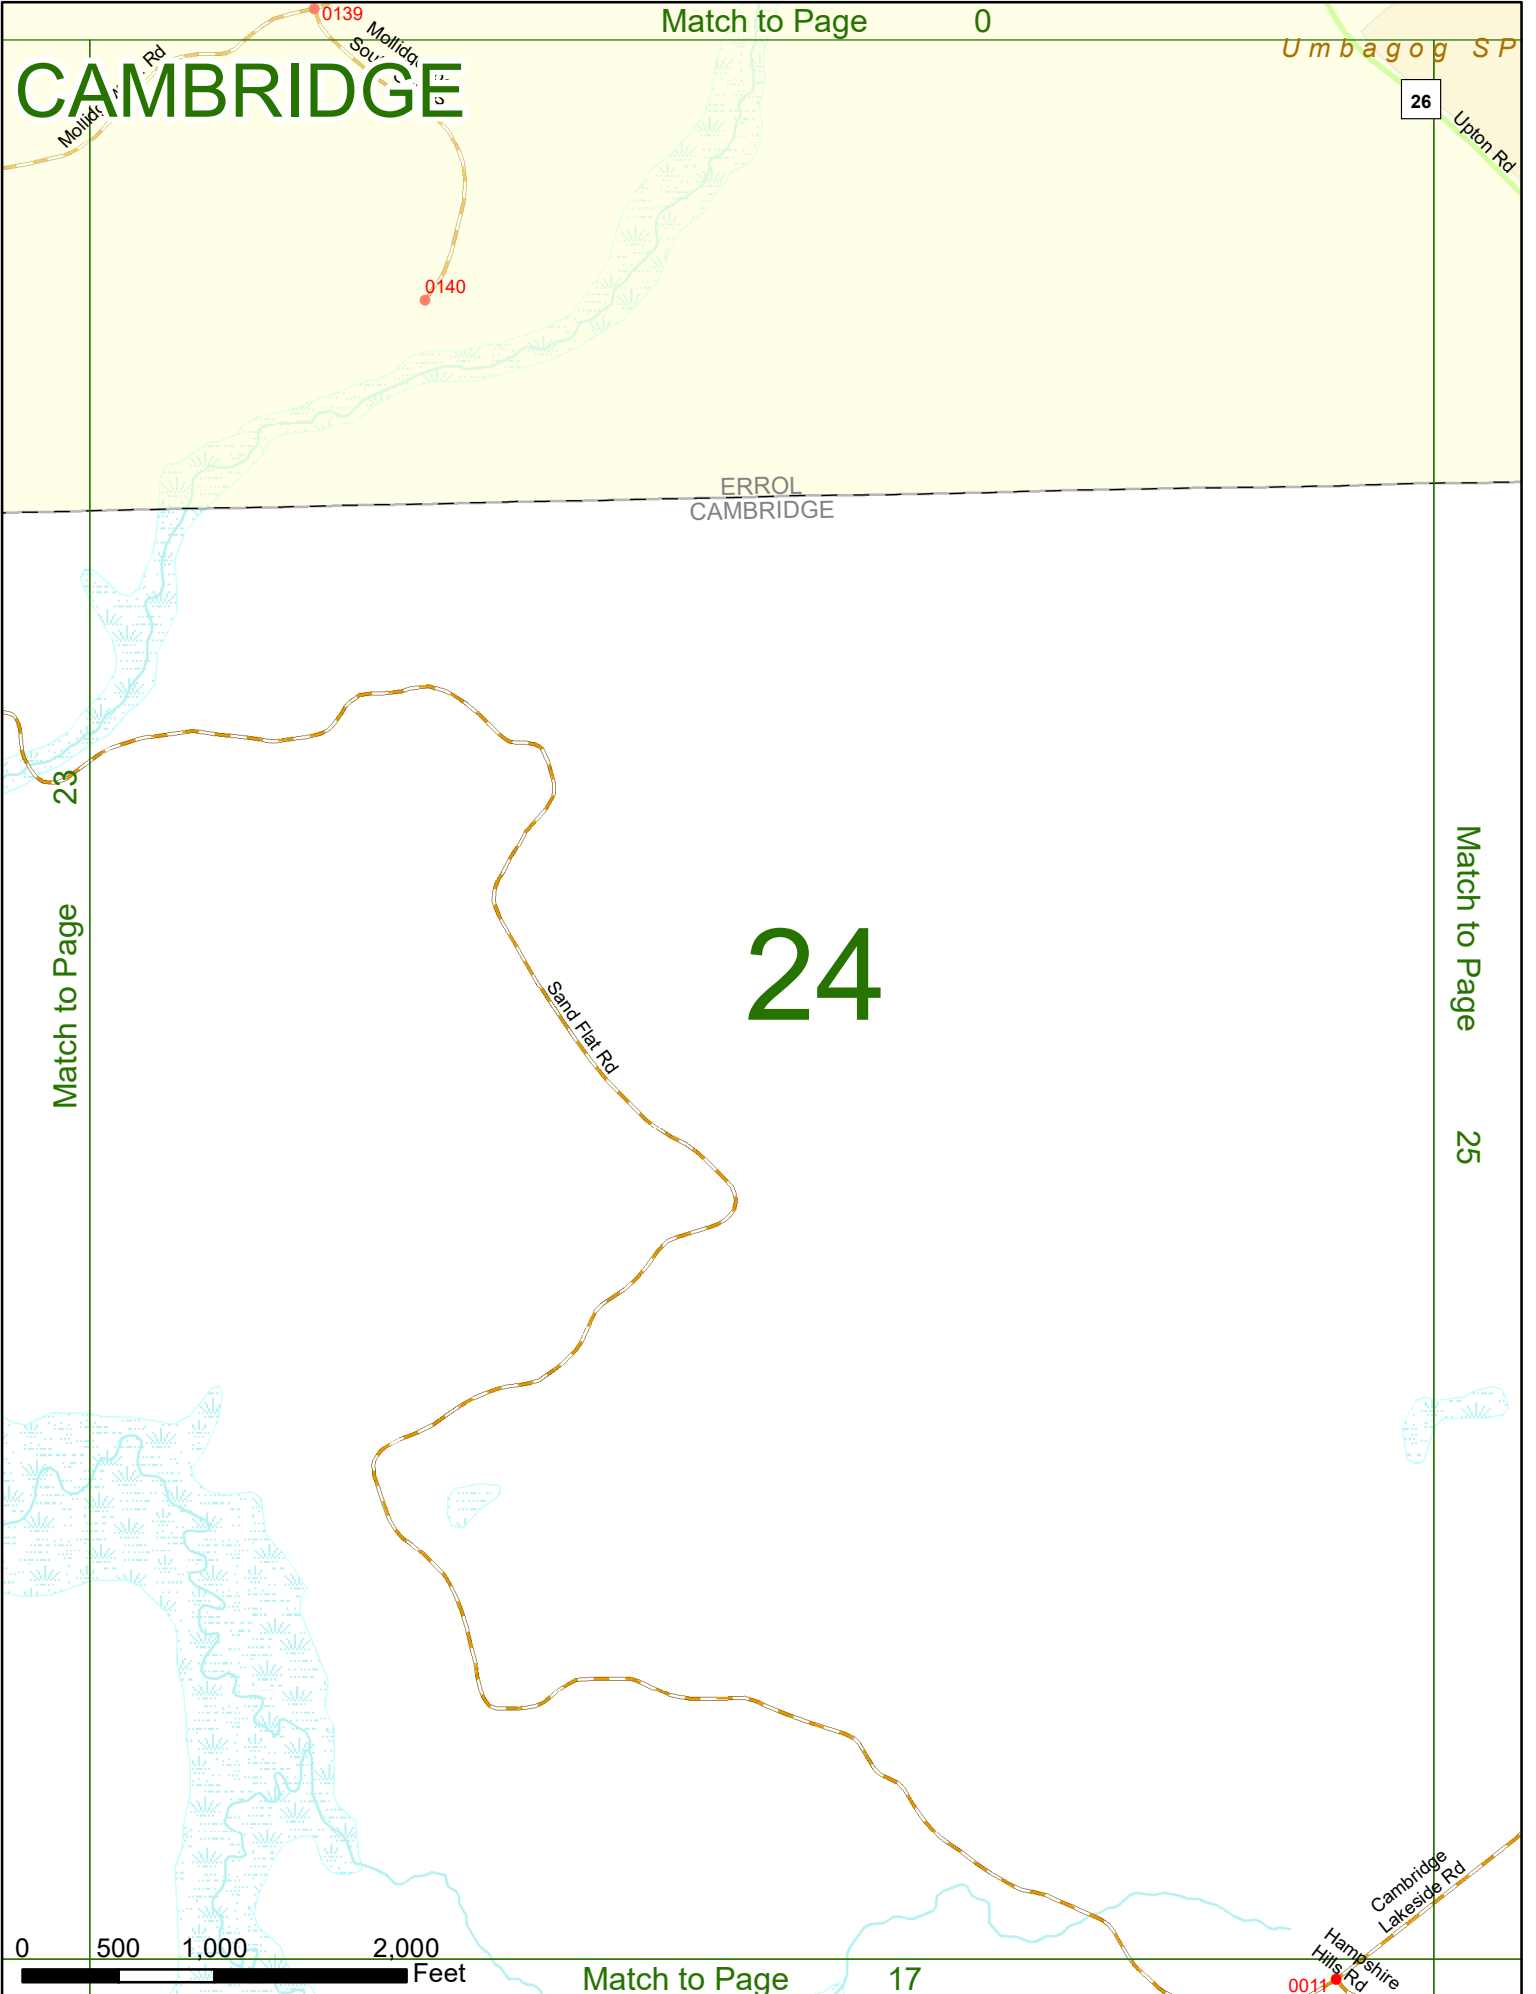 Match to Page 0
0139
Umbagog SP
CAMBRIDGE
Rd
26
Upton Rd
0140
ERROL
CAMBRIDGE
23
Match to Page
24
Match to Page
25
Sand Flat Rd
Cambridge
Lakeside Rd
Hampshire
Hills Rd
0011
0 500 1,000 2,000
Feet
Match to Page 17